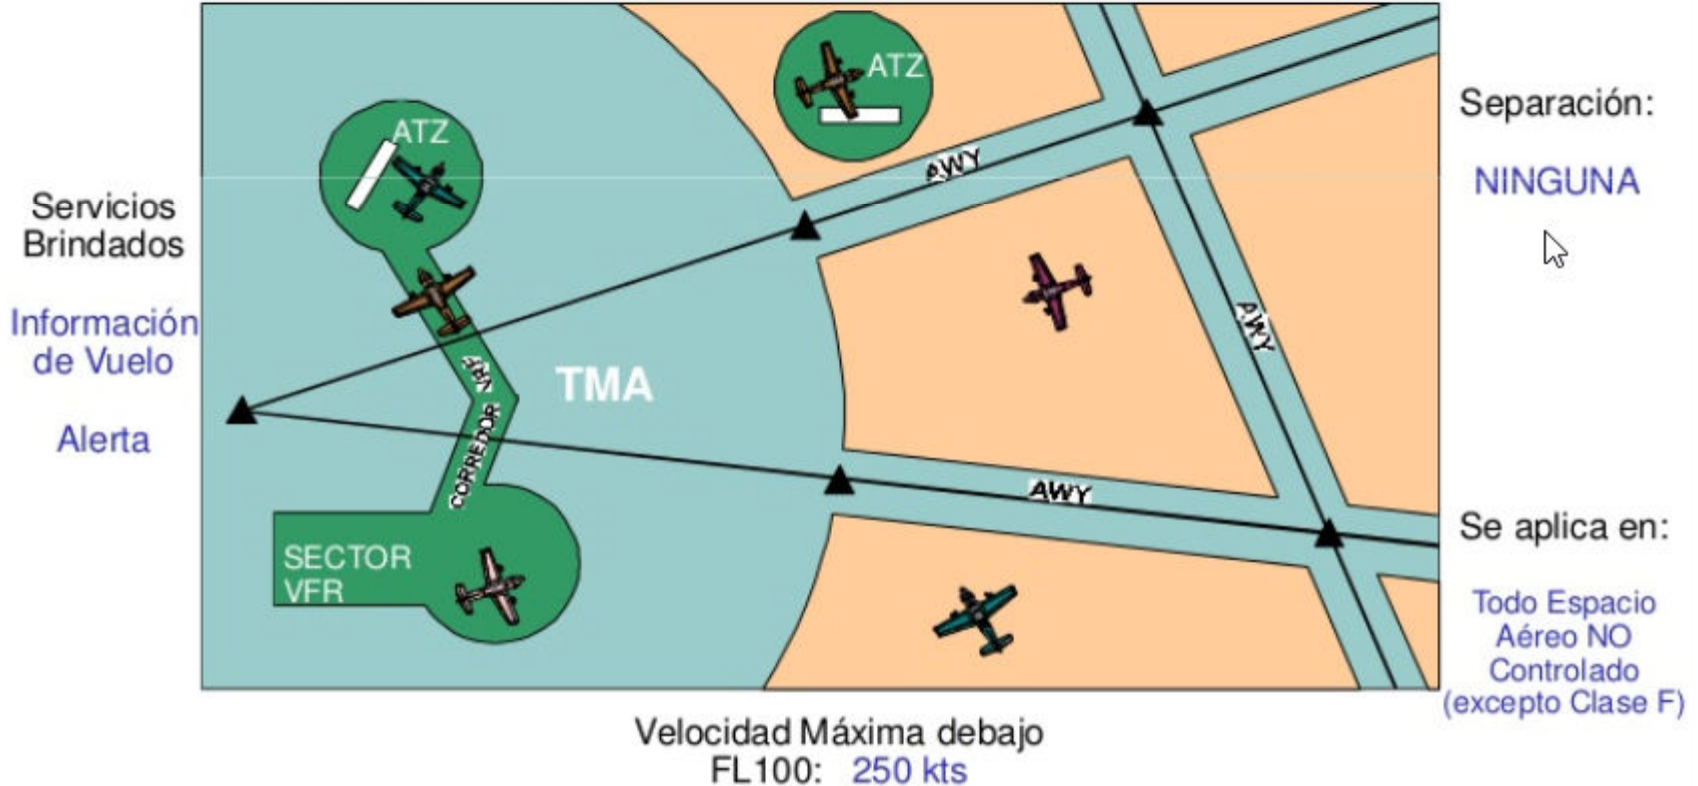 Servicios
Brindados
Información
de Vuelo
Alerta
ATZ
ATZ
AWY
TMA
VRF
CORREDOR
AWY
AWY
SECTOR
VFR
Separación:
NINGUNA
Se aplica en:
Todo Espacio
Aéreo NO
Controlado
(excepto Clase F)
Velocidad Máxima debajo
FL100: 250 kts